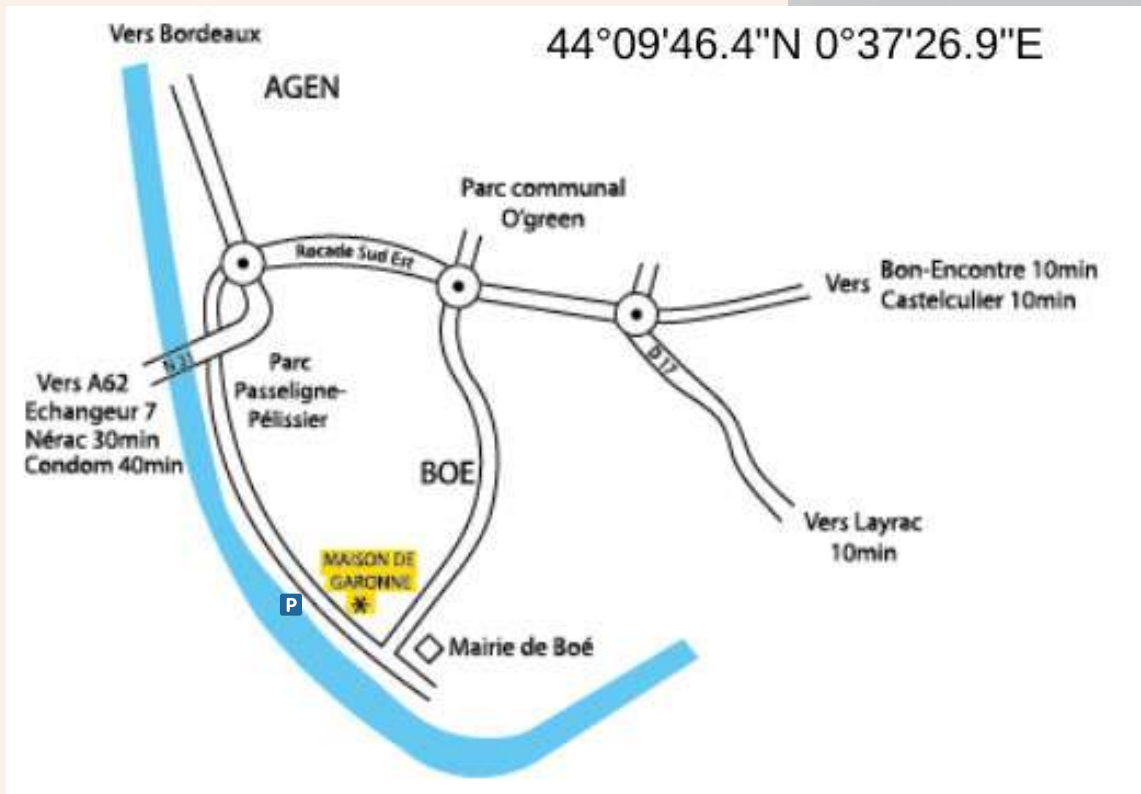 Vers Bordeaux
44°09'46.4"N 0°37'26.9"E
AGEN
Parc communal
O'green
Rocade Sud Est
Vers
Bon-Encontre 10min
Castelculier 10min
N 21
D 17
Vers A62
Echangeur 7
Nérac 30min
Condom 40min
Parc
Passeligne-
Pélissier
BOE
Vers Layrac
10min
MAISON DE
GARONNE
P
Mairie de Boé